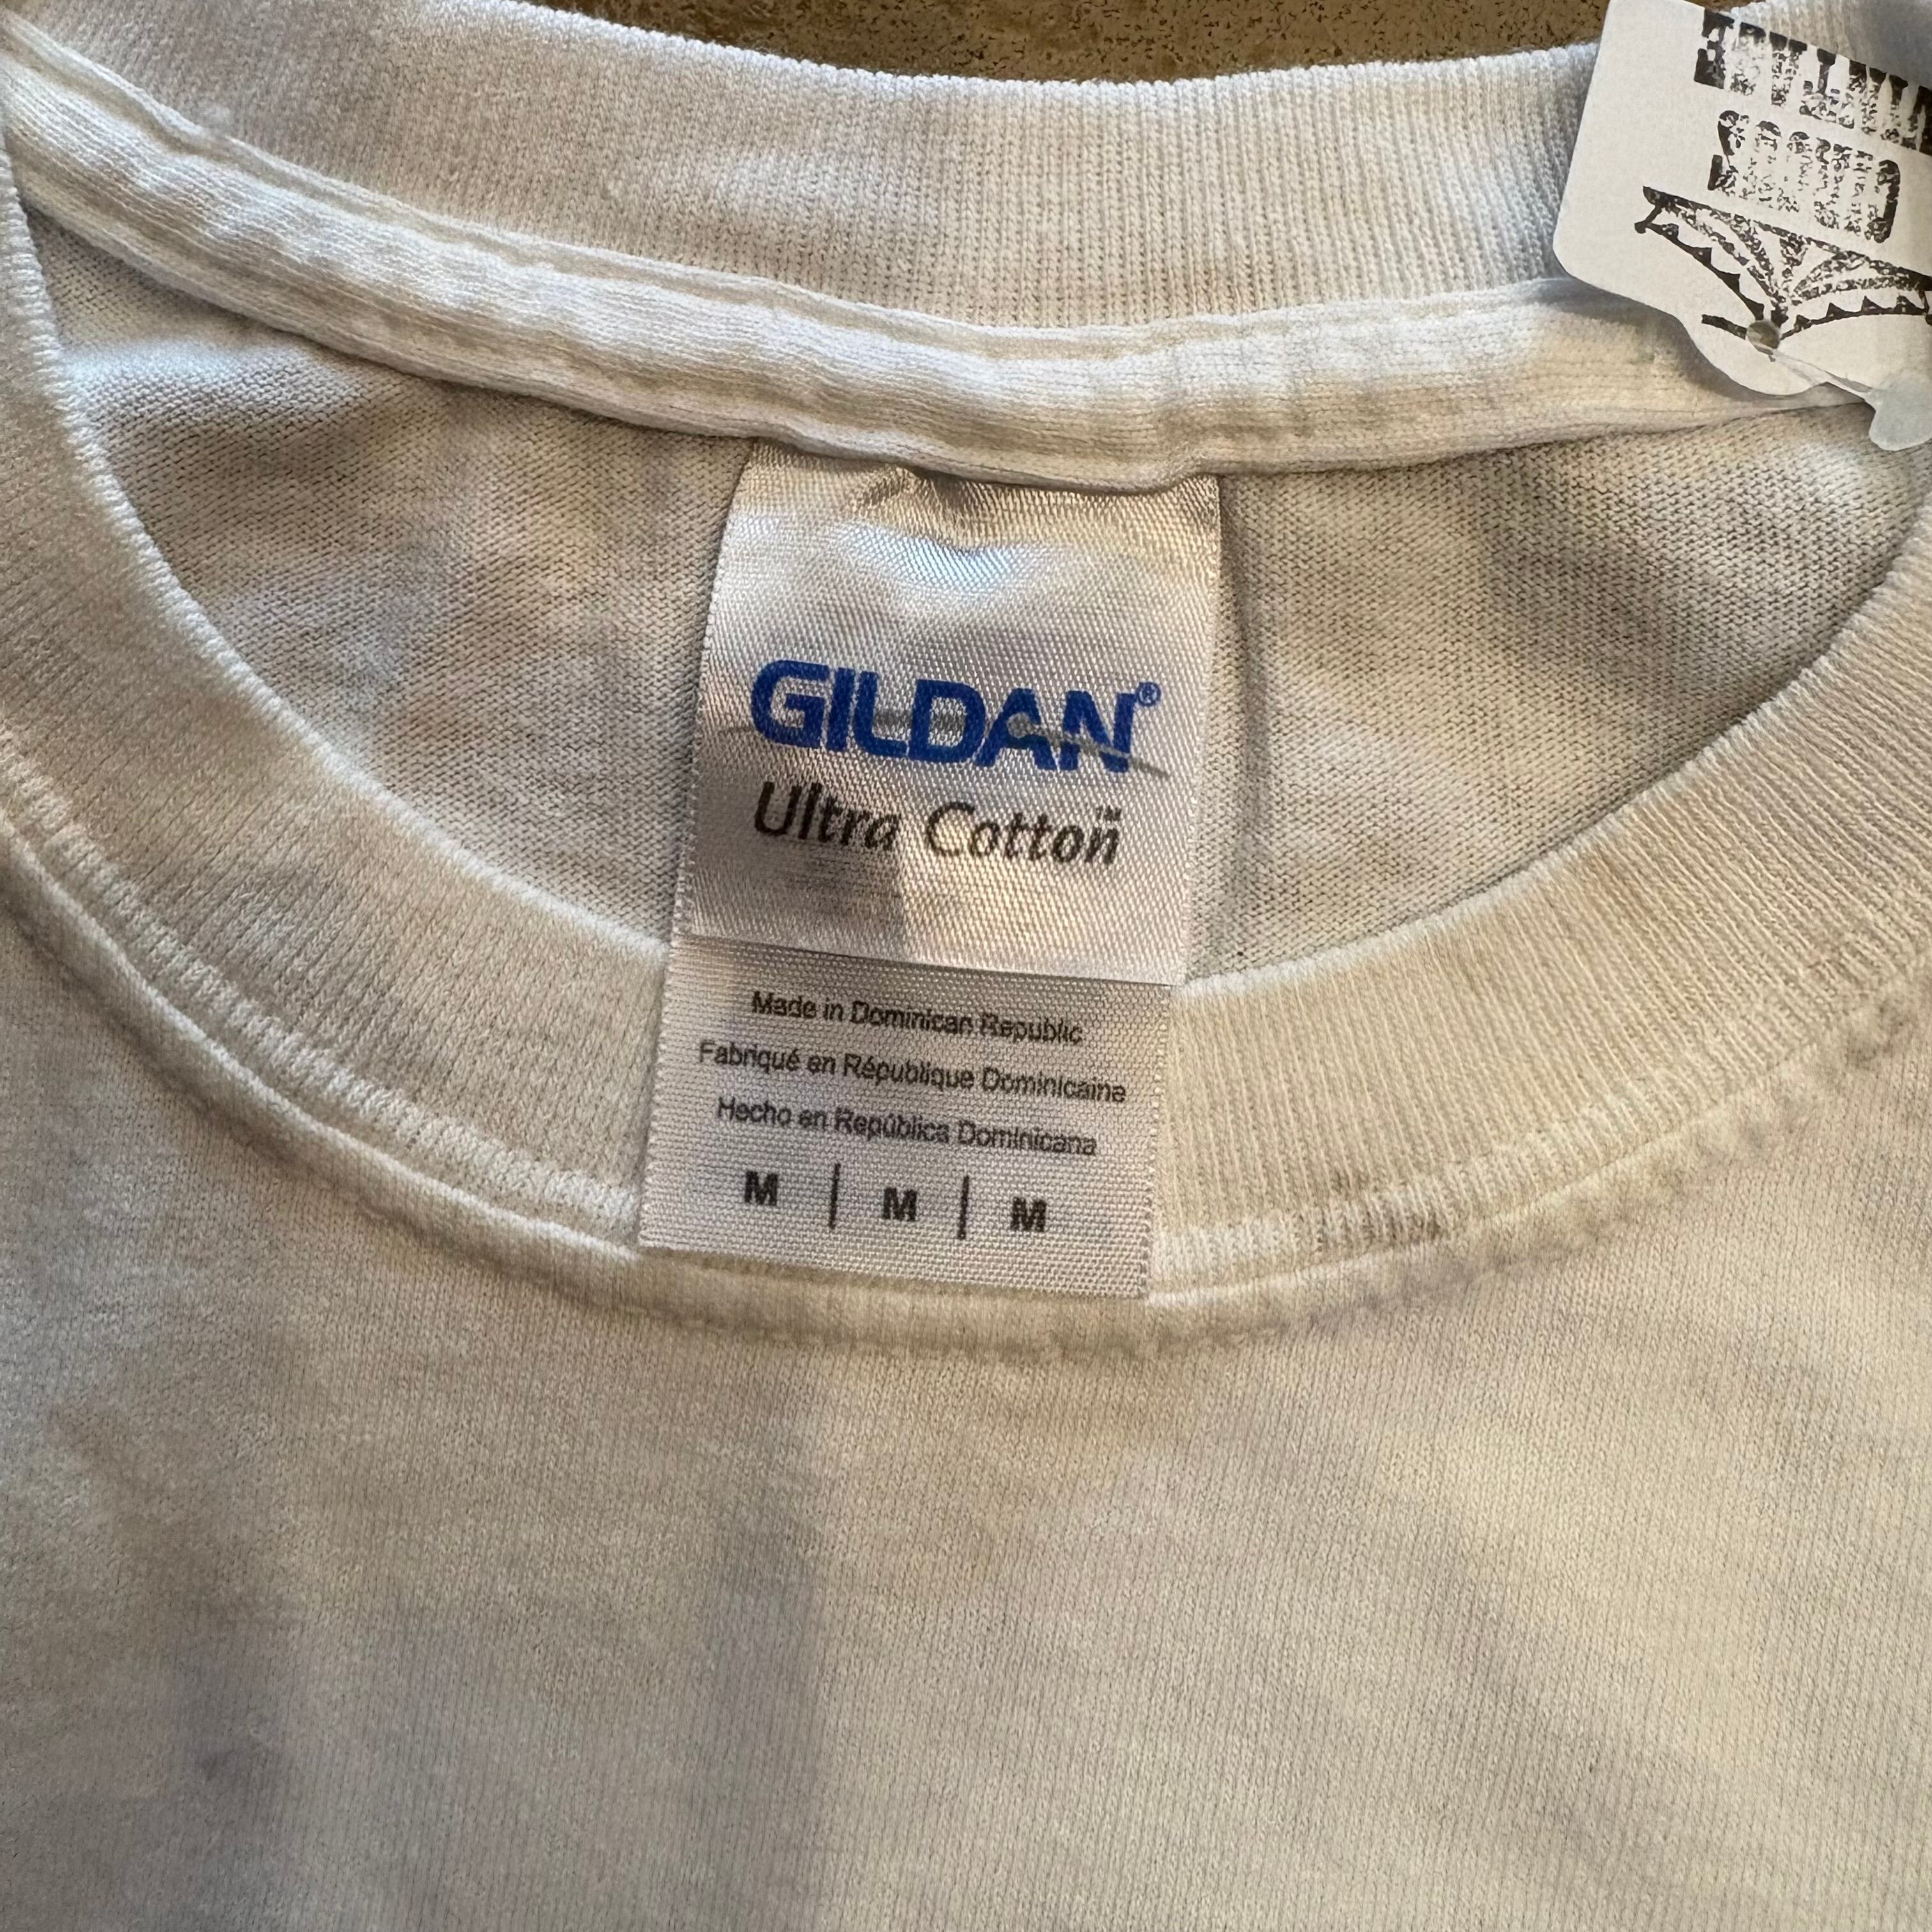 GILDAN®
Ultra Cotton™
Made in Dominican Republic
Fabriqué en République Dominicaine
Hecho en República Dominicana
M | M | M